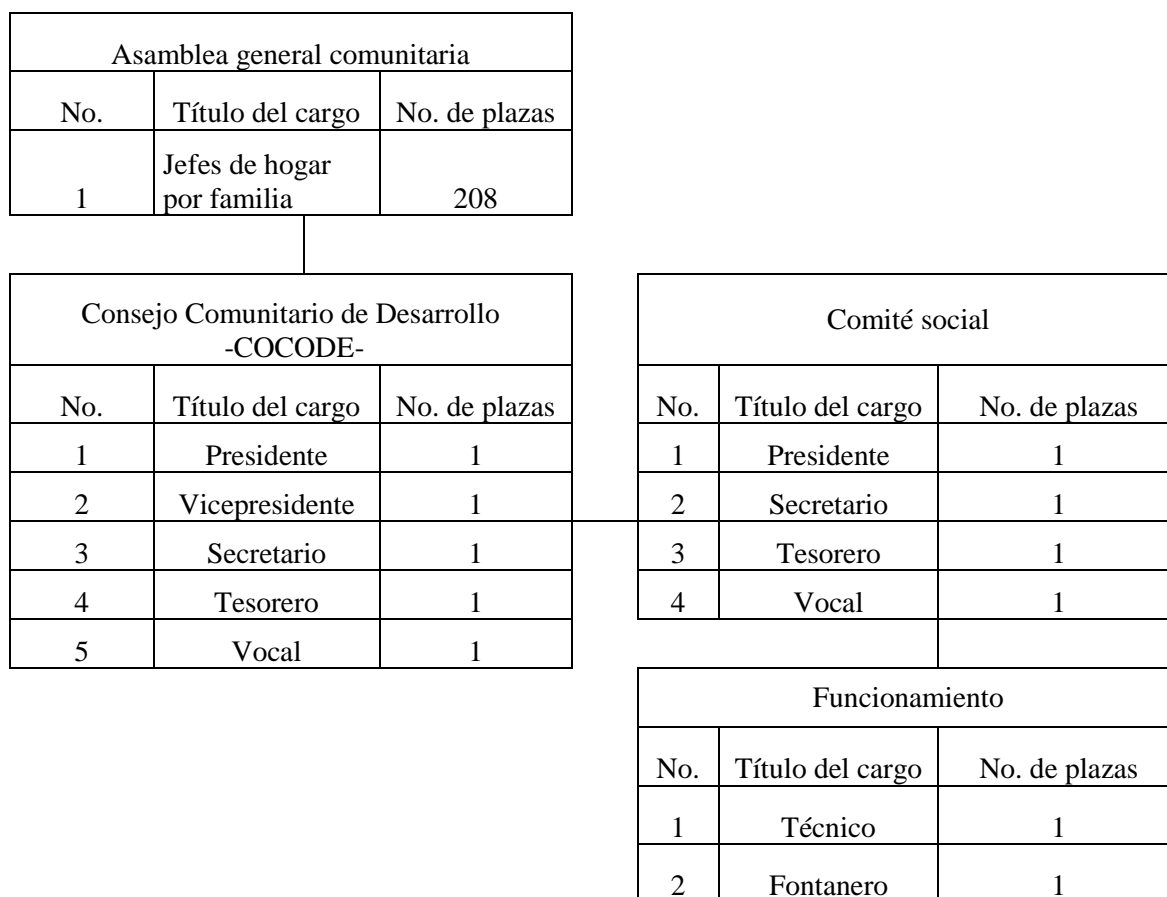 Asamblea general comunitaria
No. Título del cargo No. de plazas
Jefes de hogar
1 por familia 208
Consejo Comunitario de Desarrollo
-COCODE-
No. Título del cargo No. de plazas
1 Presidente 1
2 Vicepresidente 1
3 Secretario 1
4 Tesorero 1
5 Vocal 1
Comité social
No. Título del cargo No. de plazas
1 Presidente 1
2 Secretario 1
3 Tesorero 1
4 Vocal 1
Funcionamiento
No. Título del cargo No. de plazas
1 Técnico 1
2 Fontanero 1